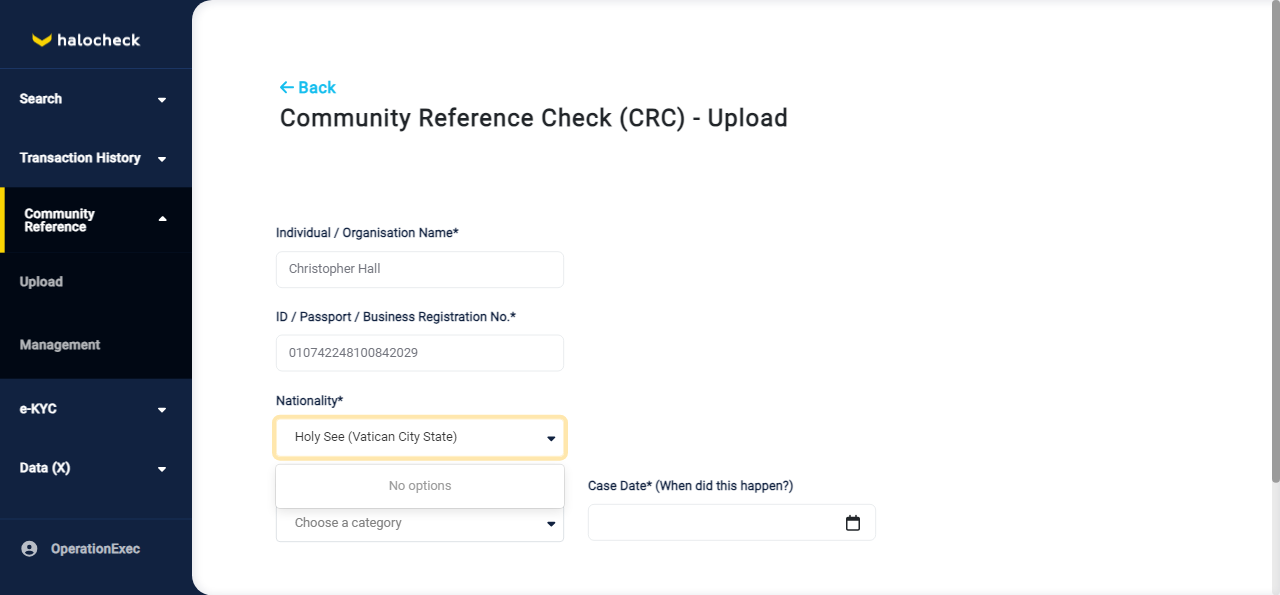 halocheck
Search
Transaction History
Community
Reference
Upload
Management
e-KYC
Data (X)
OperationExec
Back
Community Reference Check (CRC) - Upload
Individual / Organisation Name*
Christopher Hall
ID / Passport / Business Registration No.*
010742248100842029
Nationality*
Holy See (Vatican City State)
No options
Choose a category
Case Date* (When did this happen?)